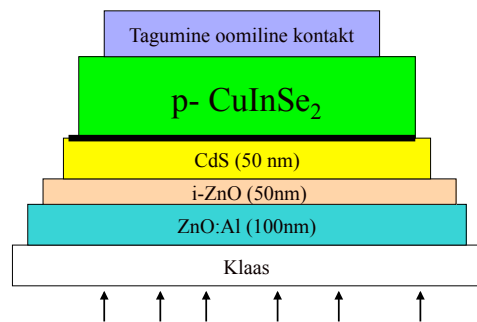 Tagumine oomiline kontakt
p- CuInSe₂
CdS (50 nm)
i-ZnO (50nm)
ZnO:Al (100nm)
Klaas